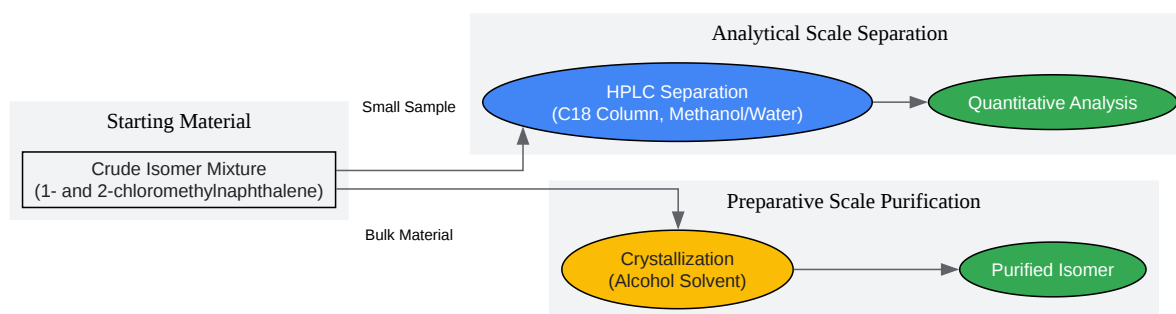 Analytical Scale Separation
HPLC Separation
(C18 Column, Methanol/Water)
Quantitative Analysis
Small Sample
Starting Material
Crude Isomer Mixture
(1- and 2-chloromethylnaphthalene)
Bulk Material
Preparative Scale Purification
Crystallization
(Alcohol Solvent)
Purified Isomer